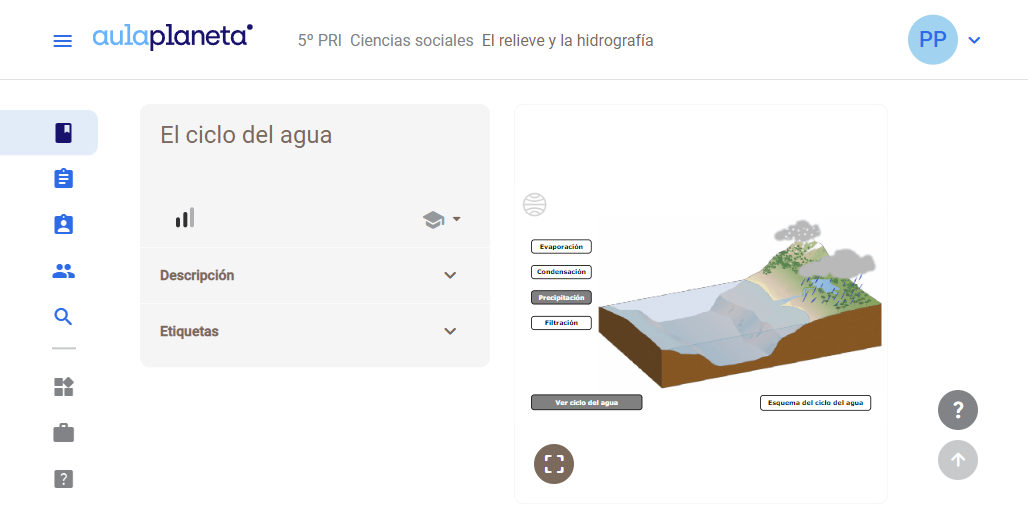 aulaplaneta
5º PRI Ciencias sociales El relieve y la hidrografía
PP
El ciclo del agua
Descripción
Etiquetas
Evaporación
Condensación
Precipitación
Filtración
Ver ciclo del agua
Esquema del ciclo del agua
?
?